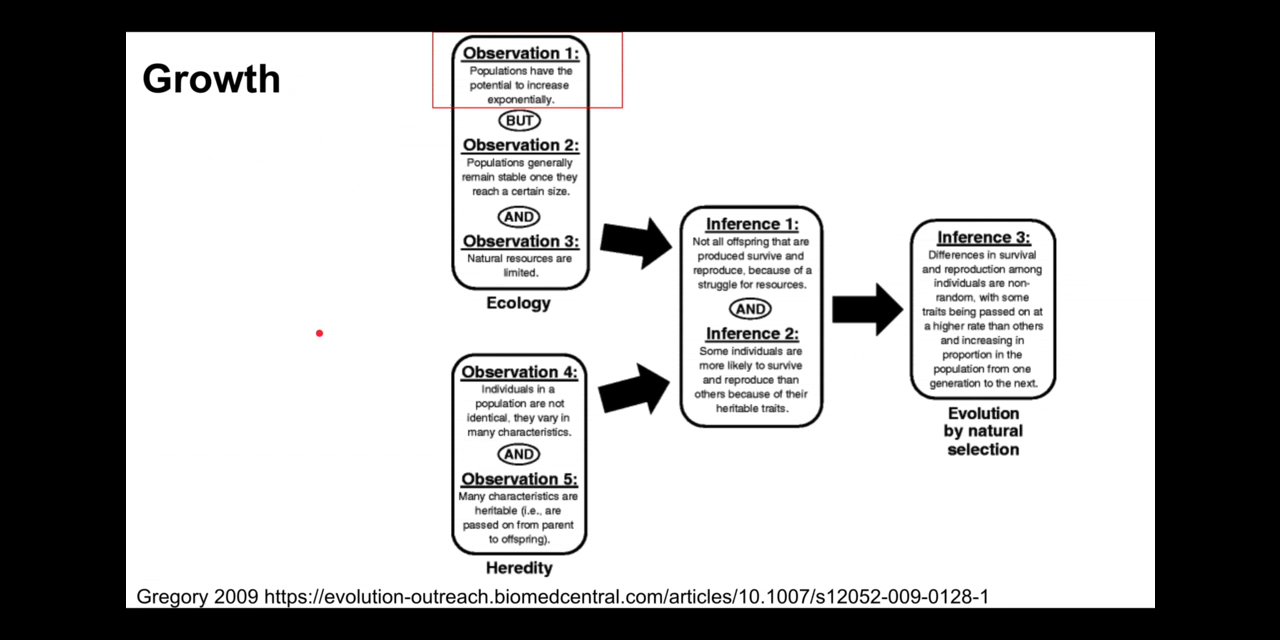 Growth
Observation 1:
Populations have the
potential to increase
exponentially.
BUT
Observation 2:
Populations generally
remain stable once they
reach a certain size.
AND
Observation 3:
Natural resources are
limited.
Ecology
Observation 4:
Individuals in a
population are not
identical, they vary in
many characteristics.
AND
Observation 5:
Many characteristics are
heritable (i.e., are
passed on from parent
to offspring).
Heredity
Inference 1:
Not all offspring that are
produced survive and
reproduce, because of a
struggle for resources.
AND
Inference 2:
Some individuals are
more likely to survive
and reproduce than
others because of their
heritable traits.
Inference 3:
Differences in survival
and reproduction among
individuals are non-
random, with some
traits being passed on at
a higher rate than others
and increasing in
proportion in the
population from one
generation to the next.
Evolution
by natural
selection
Gregory 2009 https://evolution-outreach.biomedcentral.com/articles/10.1007/s12052-009-0128-1